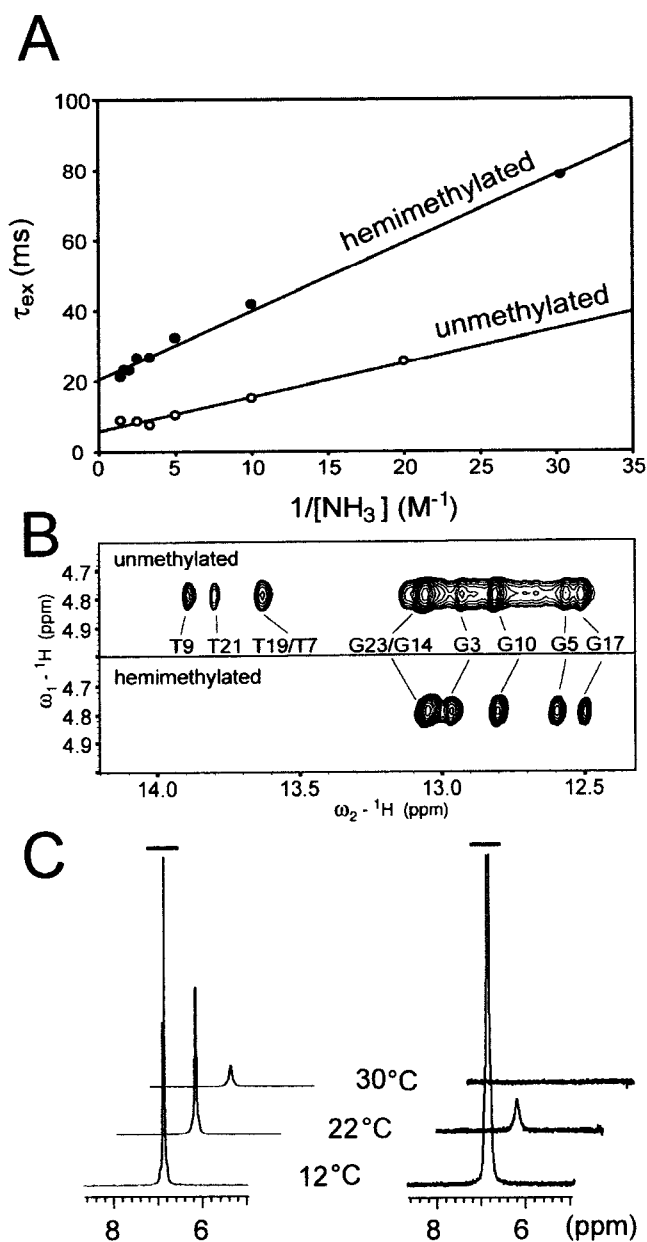 A
100
80
60
40
20
0
τex (ms)
hemimethylated
unmethylated
0 5 10 15 20 25 30 35
1/[NH3] (M-1)
B
unmethylated
4.7
4.8
4.9
T9 T21 T19/T7 G23/G14 G3 G10 G5 G17
hemimethylated
4.7
4.8
4.9
ω1 - 1H (ppm)
14.0 13.5 13.0 12.5
ω2 - 1H (ppm)
C
30°C
22°C
12°C
8 6 8 6 (ppm)